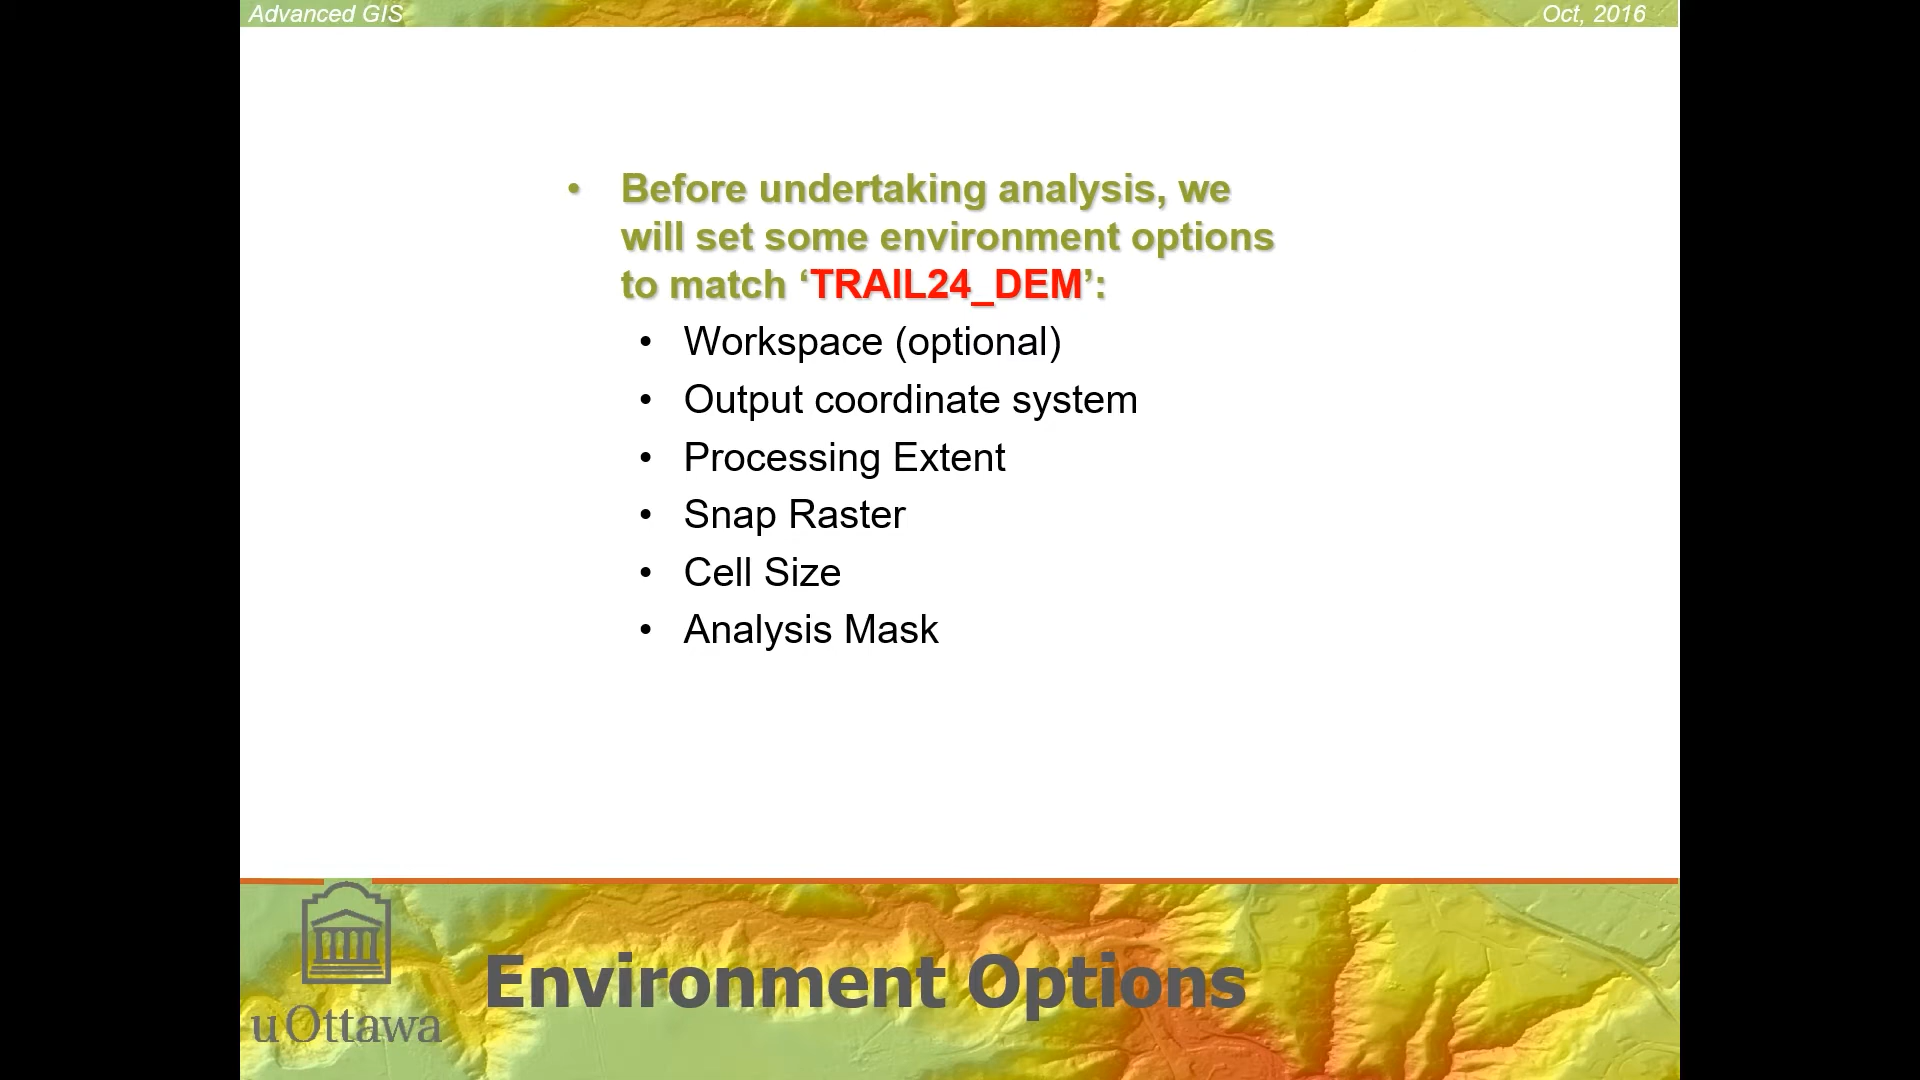 Advanced GIS
Oct, 2016
• Before undertaking analysis, we
will set some environment options
to match ‘TRAIL24_DEM’:
• Workspace (optional)
• Output coordinate system
• Processing Extent
• Snap Raster
• Cell Size
• Analysis Mask
Environment Options
uOttawa